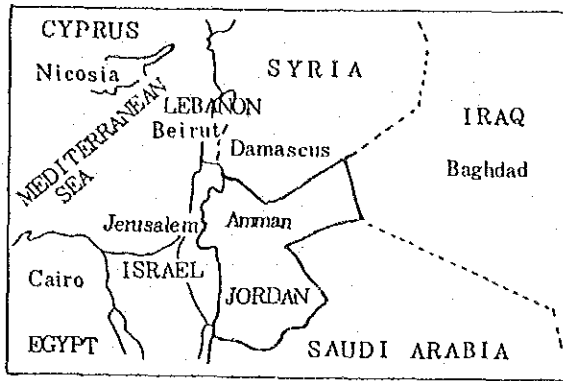 CYPRUS
Nicosia
SYRIA
MEDITERRANEAN
SEA
LEBANON
Beirut
IRAQ
Damascus
Baghdad
Jerusalem
Amman
Cairo
ISRAEL
JORDAN
EGYPT
SAUDI ARABIA